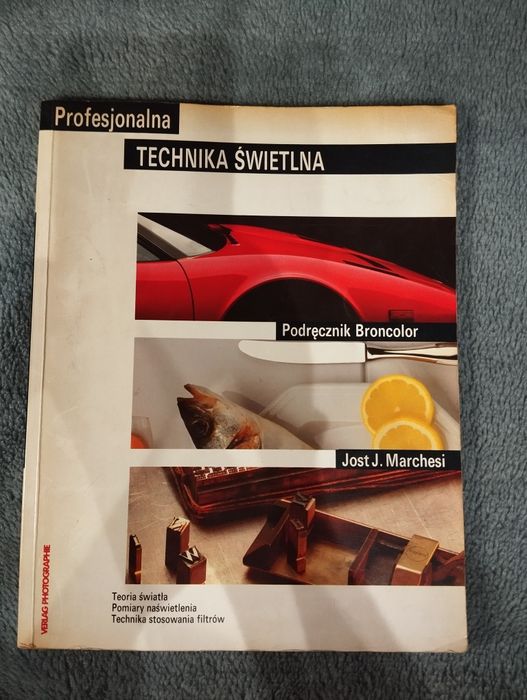 Profesjonalna
TECHNIKA ŚWIETLNA
Podręcznik Broncolor
Jost J. Marchesi
Teoria światła
Pomiary naświetlenia
Technika stosowania filtrów
VERLAG PHOTOGRAPHIE